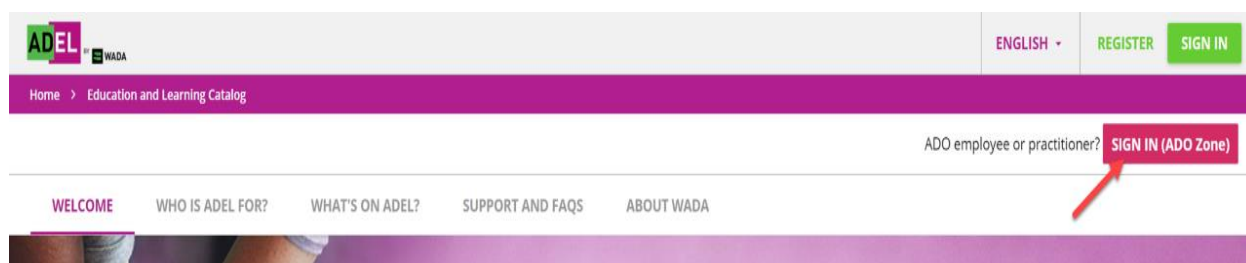 ADEL BY WADA
ENGLISH
REGISTER
SIGN IN
Home > Education and Learning Catalog
ADO employee or practitioner? SIGN IN (ADO Zone)
WELCOME
WHO IS ADEL FOR?
WHAT'S ON ADEL?
SUPPORT AND FAQS
ABOUT WADA